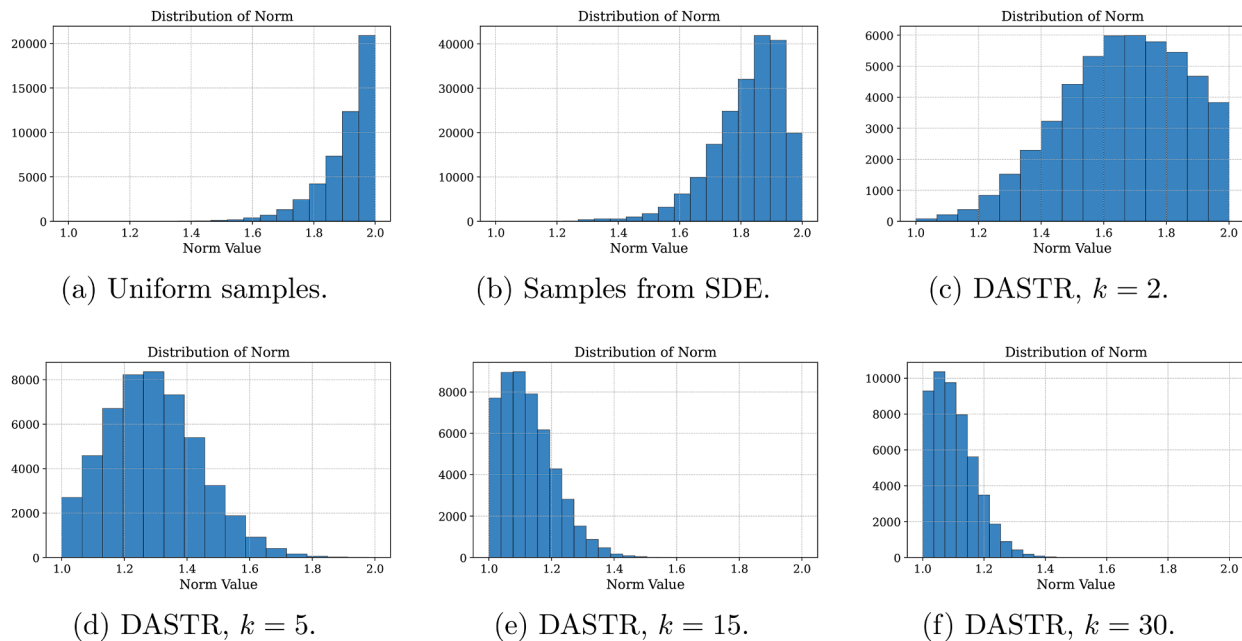 Distribution of Norm
20000
15000
10000
5000
0
1.0 1.2 1.4 1.6 1.8 2.0
Norm Value
(a) Uniform samples.
Distribution of Norm
40000
30000
20000
10000
0
1.0 1.2 1.4 1.6 1.8 2.0
Norm Value
(b) Samples from SDE.
Distribution of Norm
6000
5000
4000
3000
2000
1000
0
1.0 1.2 1.4 1.6 1.8 2.0
Norm Value
(c) DASTR, k = 2.
Distribution of Norm
8000
6000
4000
2000
0
1.0 1.2 1.4 1.6 1.8 2.0
Norm Value
(d) DASTR, k = 5.
Distribution of Norm
8000
6000
4000
2000
0
1.0 1.2 1.4 1.6 1.8 2.0
Norm Value
(e) DASTR, k = 15.
Distribution of Norm
10000
8000
6000
4000
2000
0
1.0 1.2 1.4 1.6 1.8 2.0
Norm Value
(f) DASTR, k = 30.